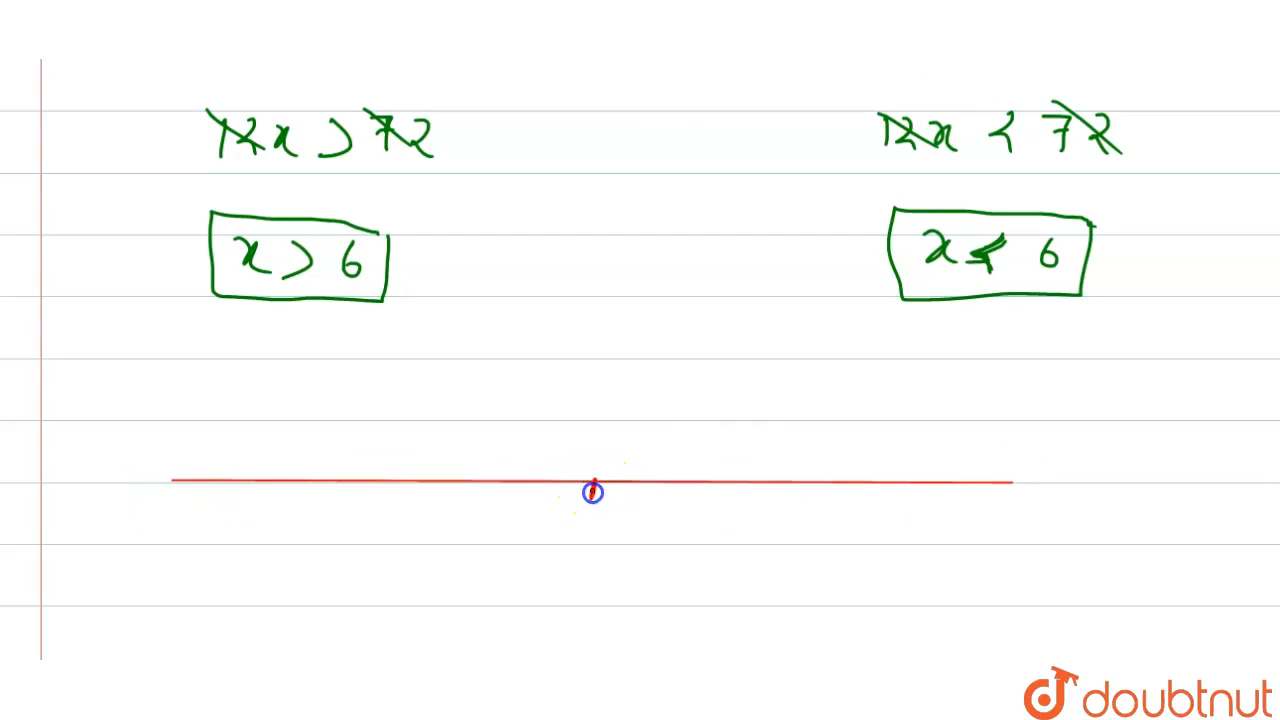 12x > 72
12x < 72
x > 6
x < 6
doubtnut